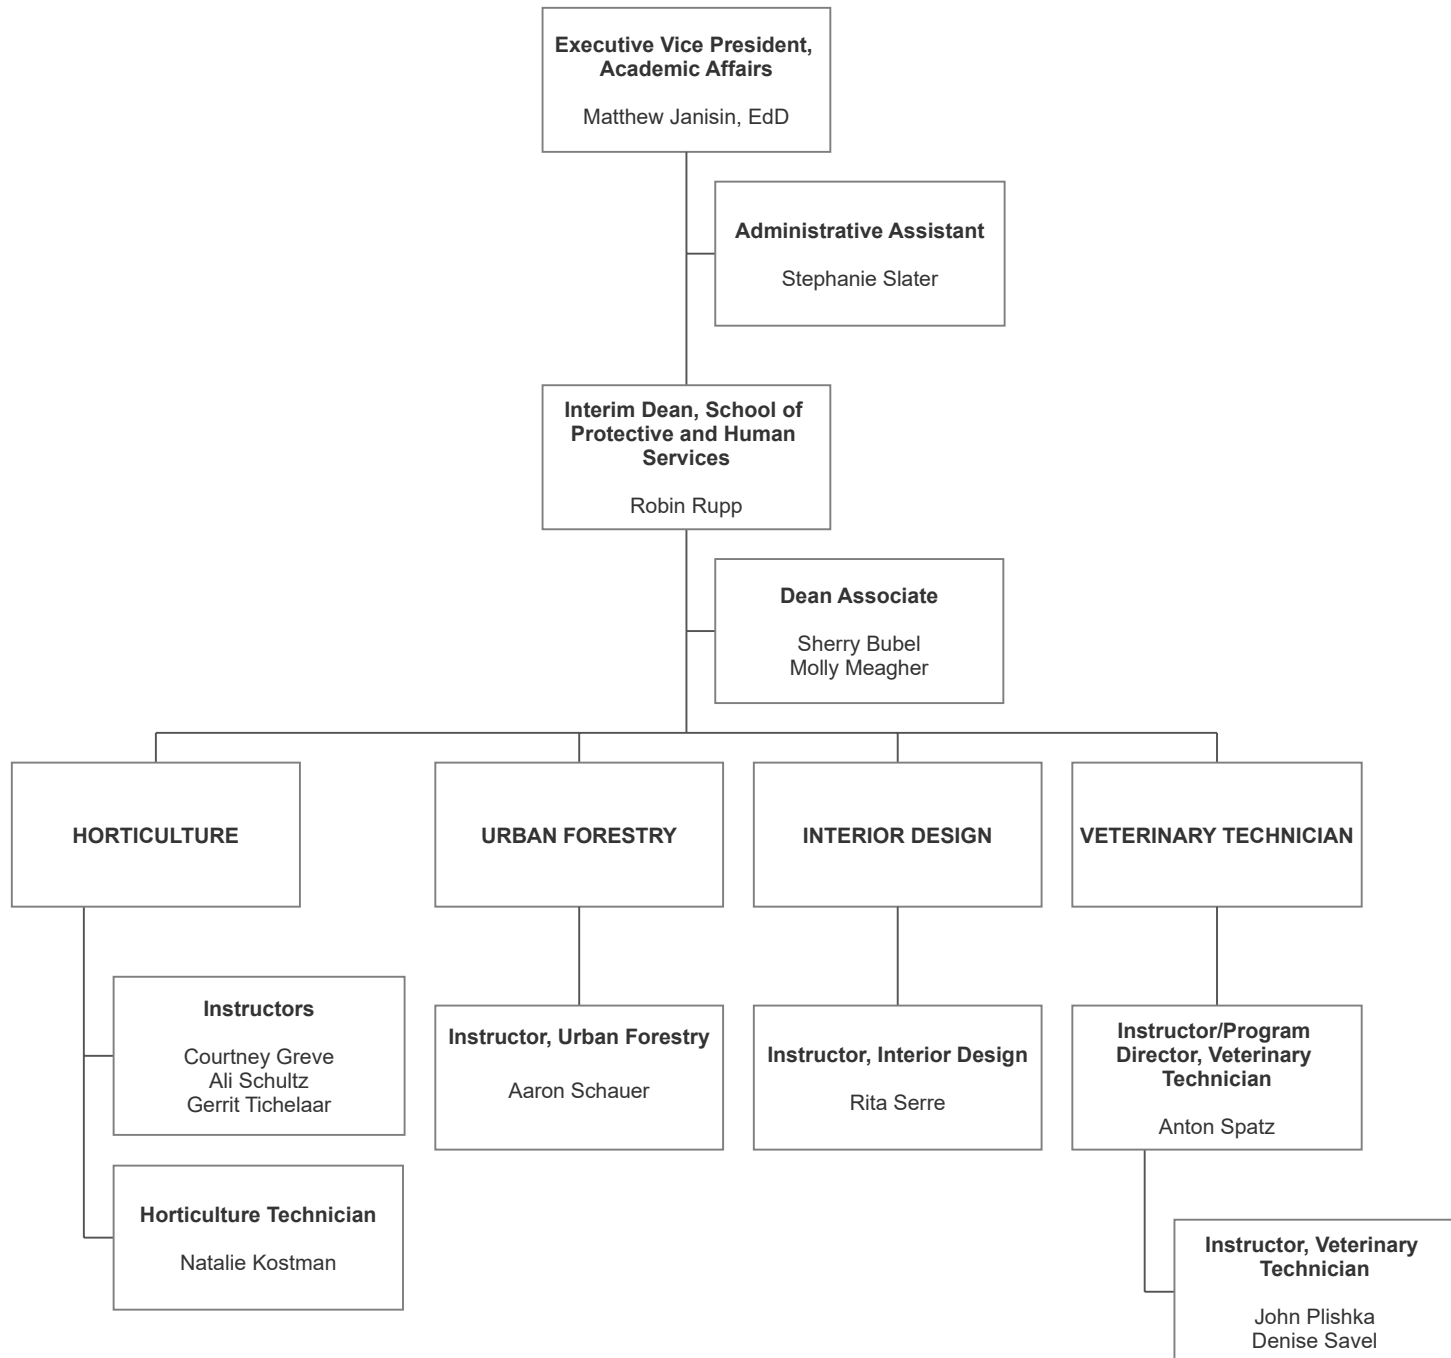 Executive Vice President,
Academic Affairs
Matthew Janisin, EdD
Administrative Assistant
Stephanie Slater
Interim Dean, School of
Protective and Human
Services
Robin Rupp
Dean Associate
Sherry Bubel
Molly Meagher
HORTICULTURE
URBAN FORESTRY
INTERIOR DESIGN
VETERINARY TECHNICIAN
Instructors
Courtney Greve
Ali Schultz
Gerrit Tichelaar
Horticulture Technician
Natalie Kostman
Instructor, Urban Forestry
Aaron Schauer
Instructor, Interior Design
Rita Serre
Instructor/Program
Director, Veterinary
Technician
Anton Spatz
Instructor, Veterinary
Technician
John Plishka
Denise Savel